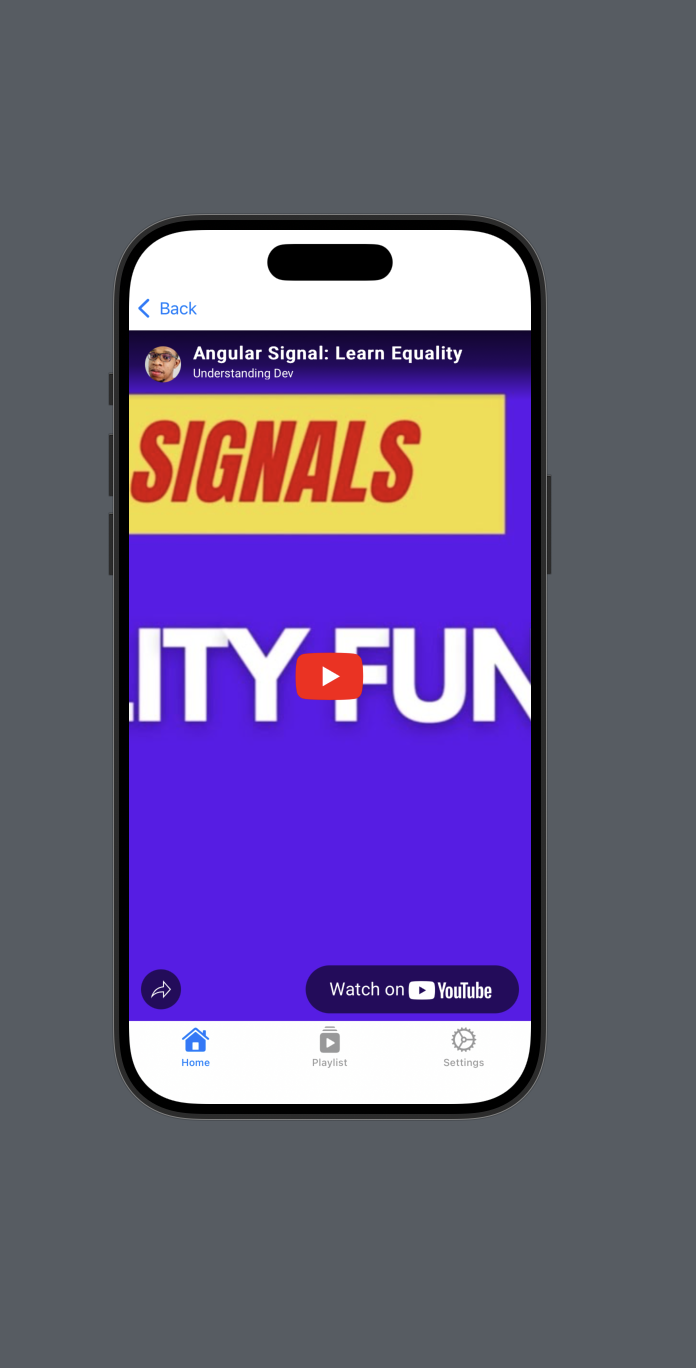 Back
Angular Signal: Learn Equality
Understanding Dev
SIGNALS
LITY FUN
Watch on YouTube
Home
Playlist
Settings